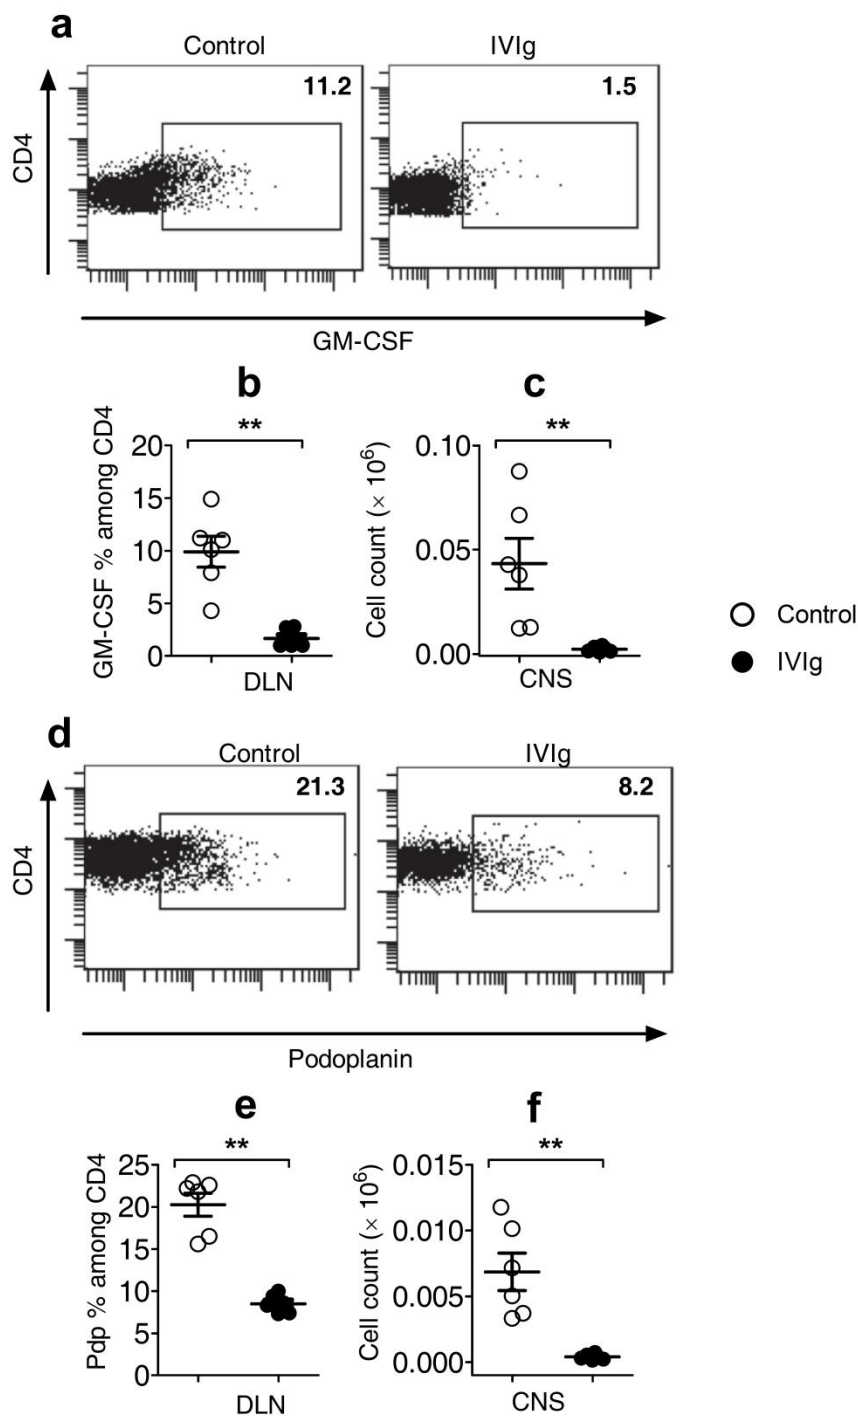 a
Control IVIg
11.2 1.5
CD4
GM-CSF
b c
** **
GM-CSF % among CD4
20
15
10
5
0
DLN
Cell count (× 10⁶)
0.10
0.05
0.00
CNS
Control
IVIg
d
Control IVIg
21.3 8.2
CD4
Podoplanin
e f
** **
Pdp % among CD4
25
20
15
10
5
0
DLN
Cell count (× 10⁶)
0.015
0.010
0.005
0.000
CNS